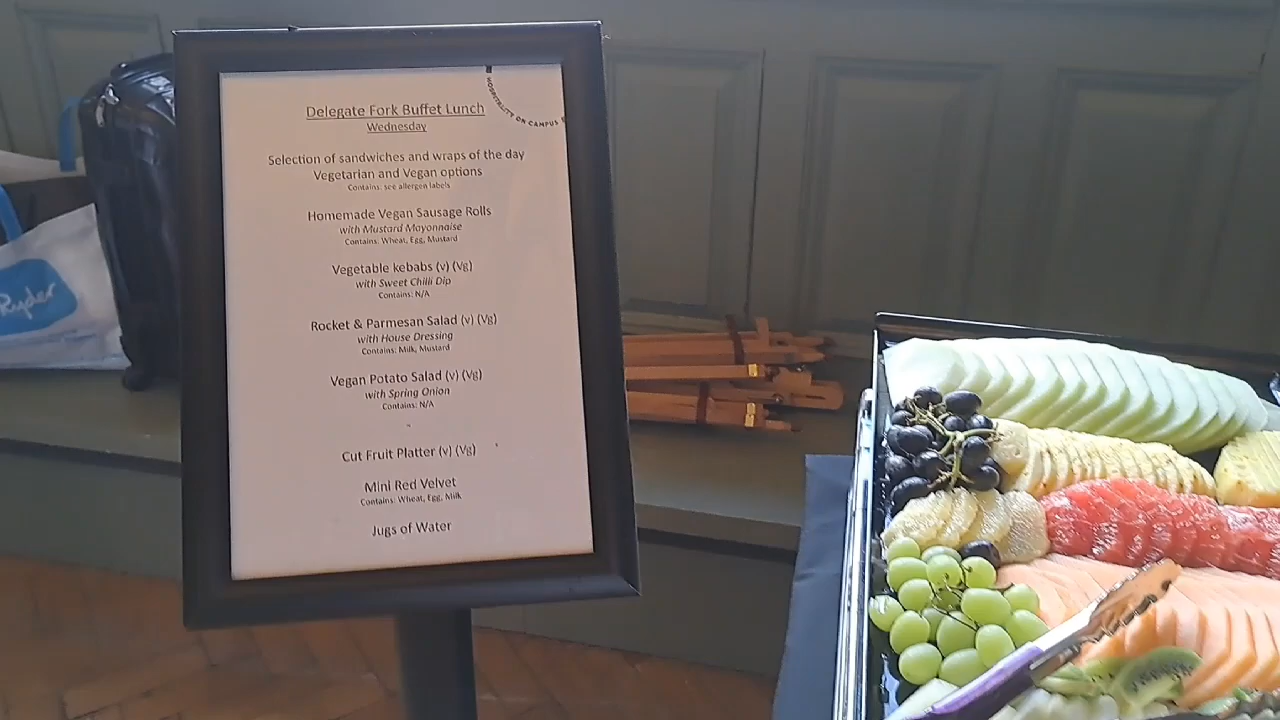 HOSPITALITY ON CAMPUS
Delegate Fork Buffet Lunch
Wednesday
Selection of sandwiches and wraps of the day
Vegetarian and Vegan options
Contains: see allergen labels
Homemade Vegan Sausage Rolls
with Mustard Mayonnaise
Contains: Wheat, Egg, Mustard
Vegetable kebabs (v) (Vg)
with Sweet Chilli Dip
Contains: N/A
Rocket & Parmesan Salad (v) (Vg)
with House Dressing
Contains: Milk, Mustard
Vegan Potato Salad (v) (Vg)
with Spring Onion
Contains: N/A
Cut Fruit Platter (v) (Vg)
Mini Red Velvet
Contains: Wheat, Egg, Milk
Jugs of Water
Ryder